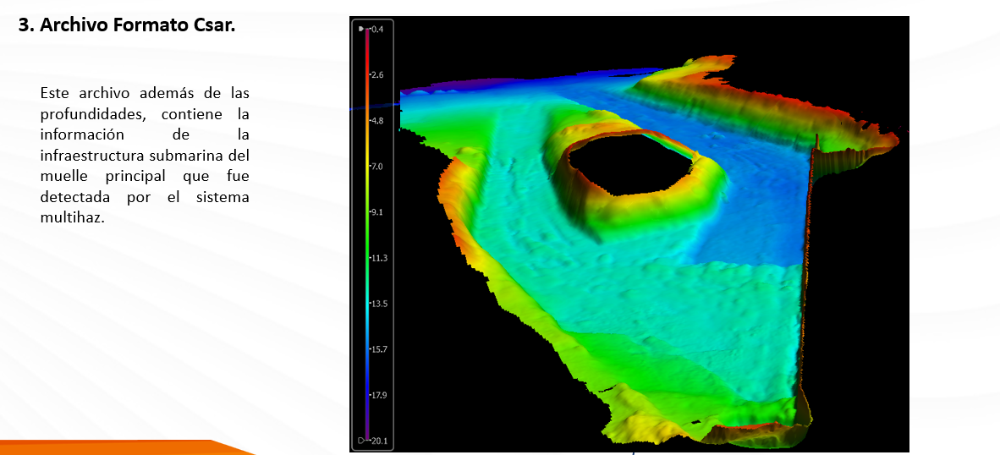 3. Archivo Formato Csar.
Este archivo además de las
profundidades, contiene la
información de la
infraestructura submarina del
muelle principal que fue
detectada por el sistema
multihaz.
0.4
2.6
4.8
7.0
9.1
11.3
13.5
15.7
17.9
20.1